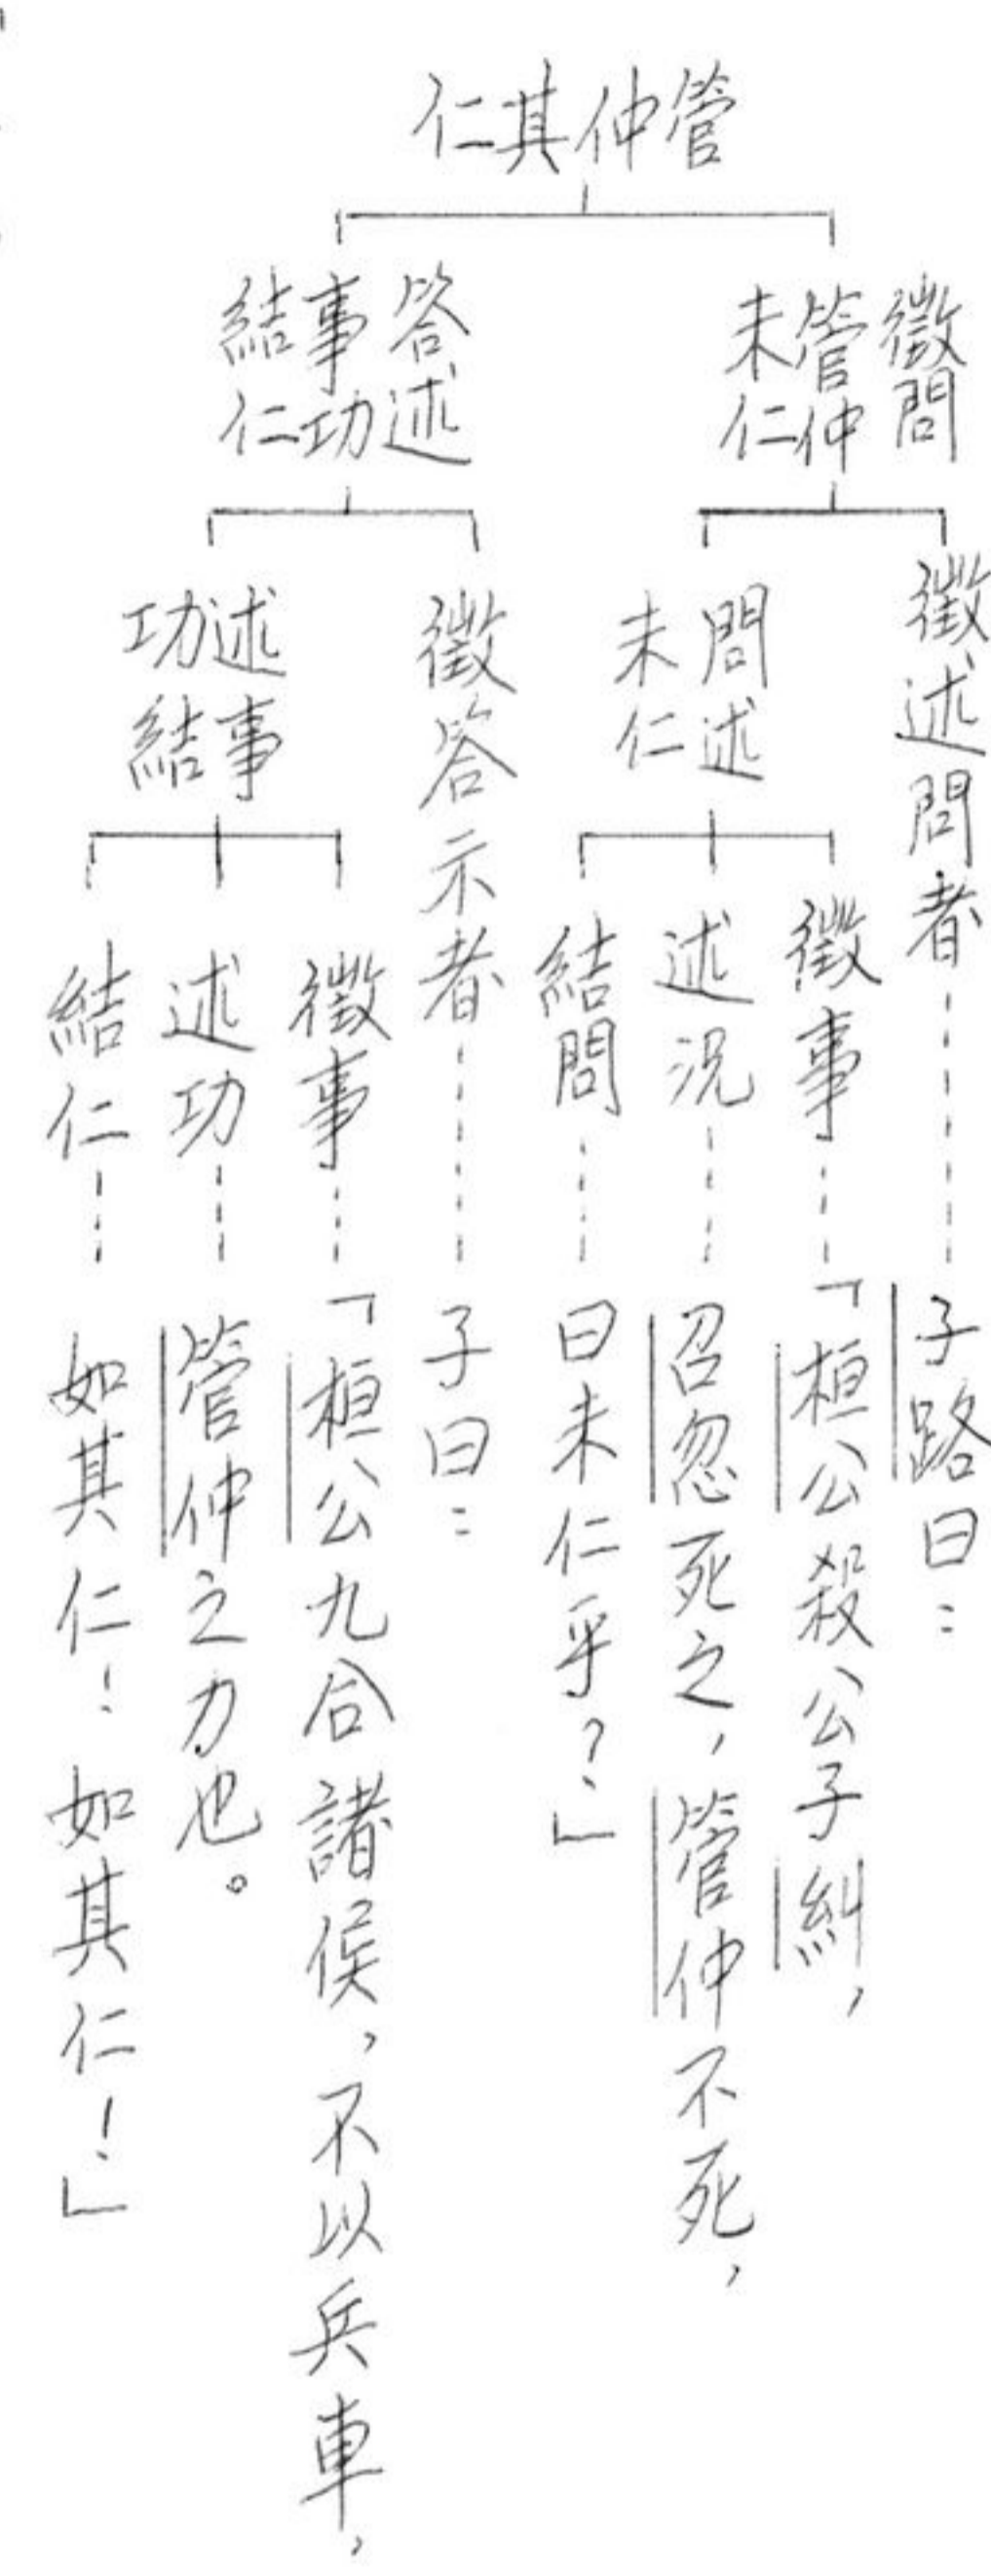 管仲其仁
徵問
管仲
未仁
答述
事功
結仁
徵述問者
問述
未仁
徵答示者
述事
功結
徵事
述況
結問
徵事
述功
結仁
子路曰：
「桓公殺公子糾，
召忽死之，管仲不死，
曰未仁乎？」
子曰：
「桓公九合諸侯，不以兵車，
管仲之力也。
如其仁！如其仁！」